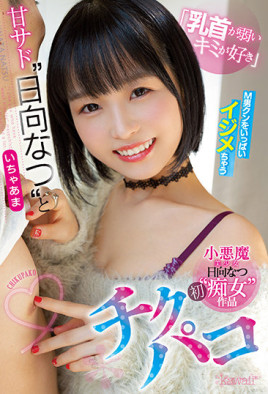 「乳首が弱い
キミが好き」
甘サド
"日向なつ"と
いちゃあま
M男クンをいっぱい
イジメちゃう
小悪魔
日向なつ
初"痴女"
作品
CHIKUPAKO
チクパコ
kawaii*